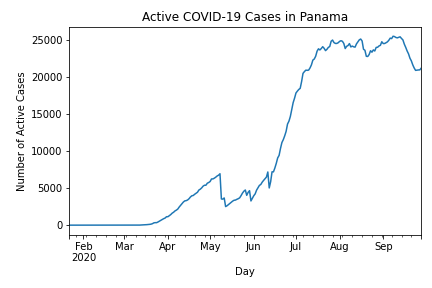 Active COVID-19 Cases in Panama
Number of Active Cases
25000
20000
15000
10000
5000
0
Feb Mar Apr May Jun Jul Aug Sep
2020
Day